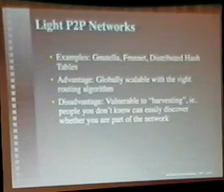 Light P2P Networks
• Examples: Gnutella, Freenet, Distributed Hash
Tables
• Advantage: Globally scalable with the right
routing algorithm
• Disadvantage: Vulnerable to "harvesting", ie.
people you don't know can easily discover
whether you are part of the network